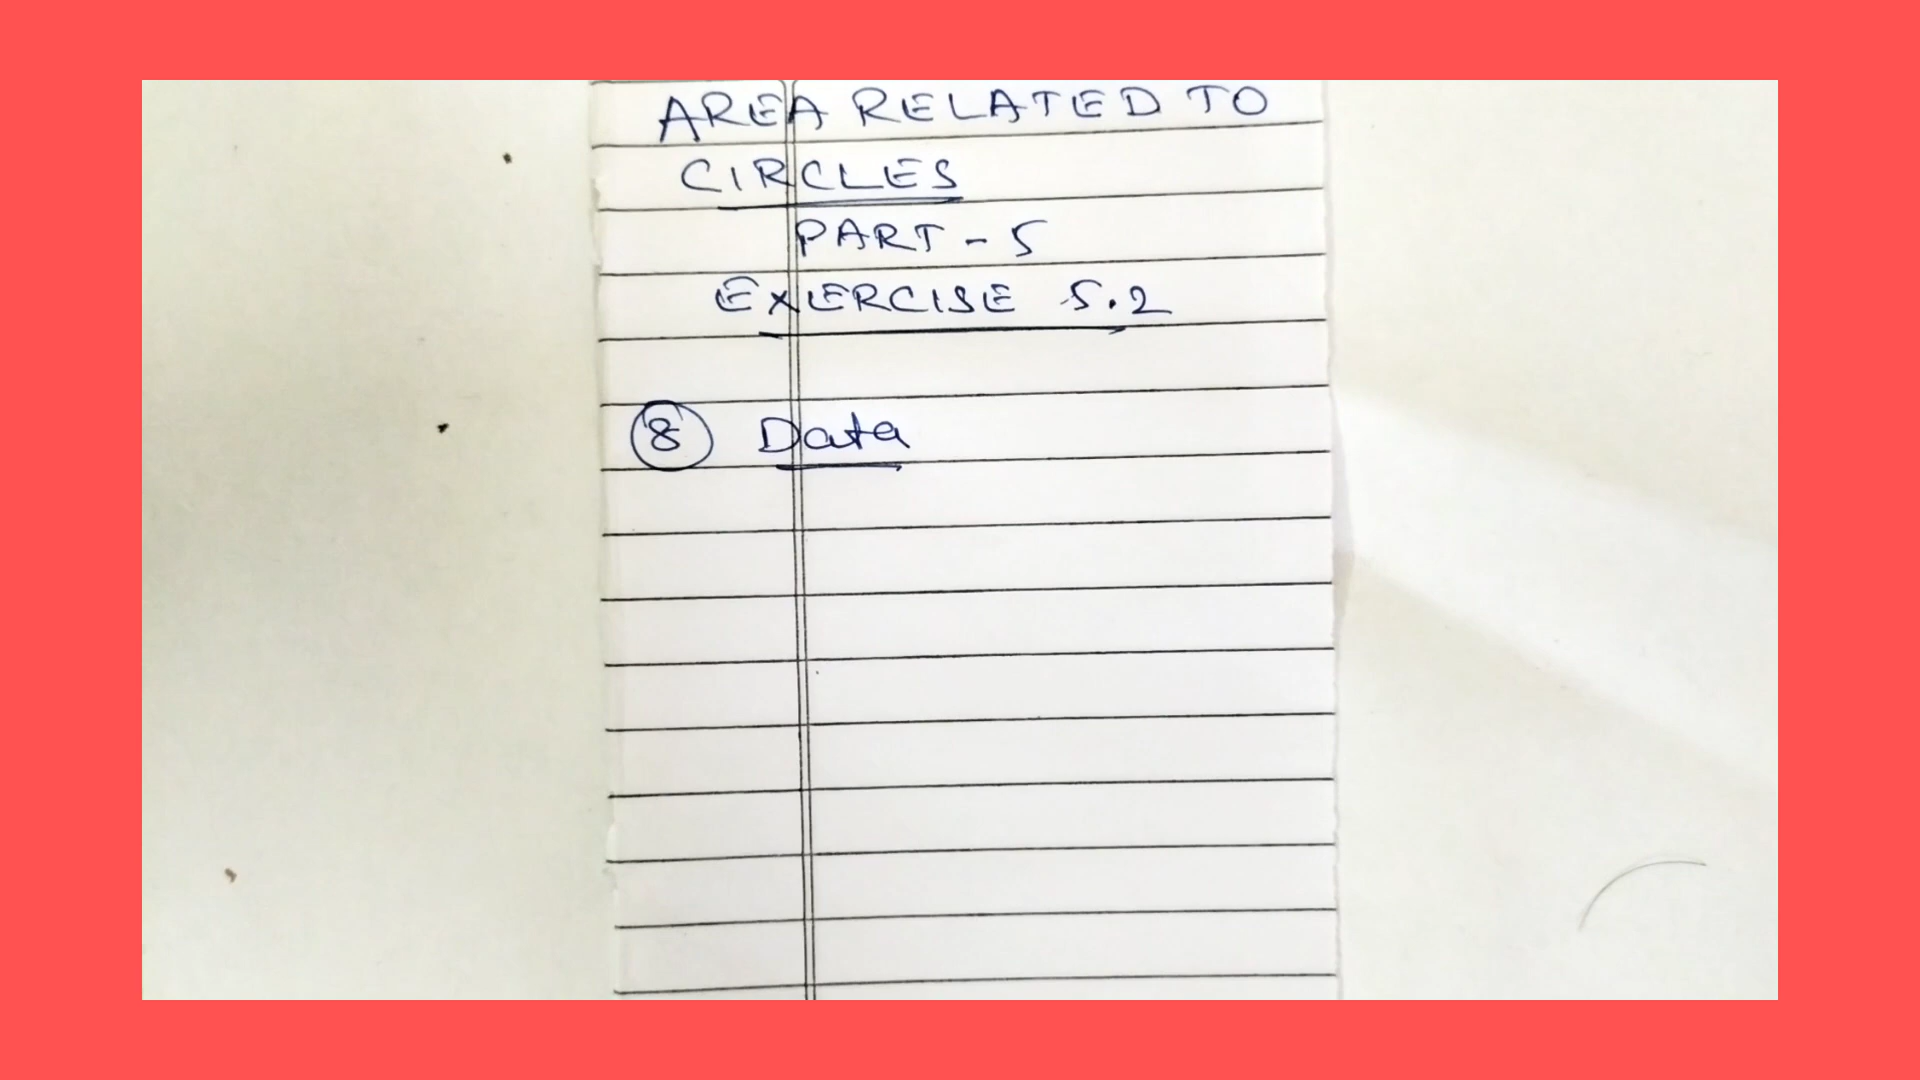 AREA RELATED TO
CIRCLES
PART - 5
EXERCISE 5.2
8 Data